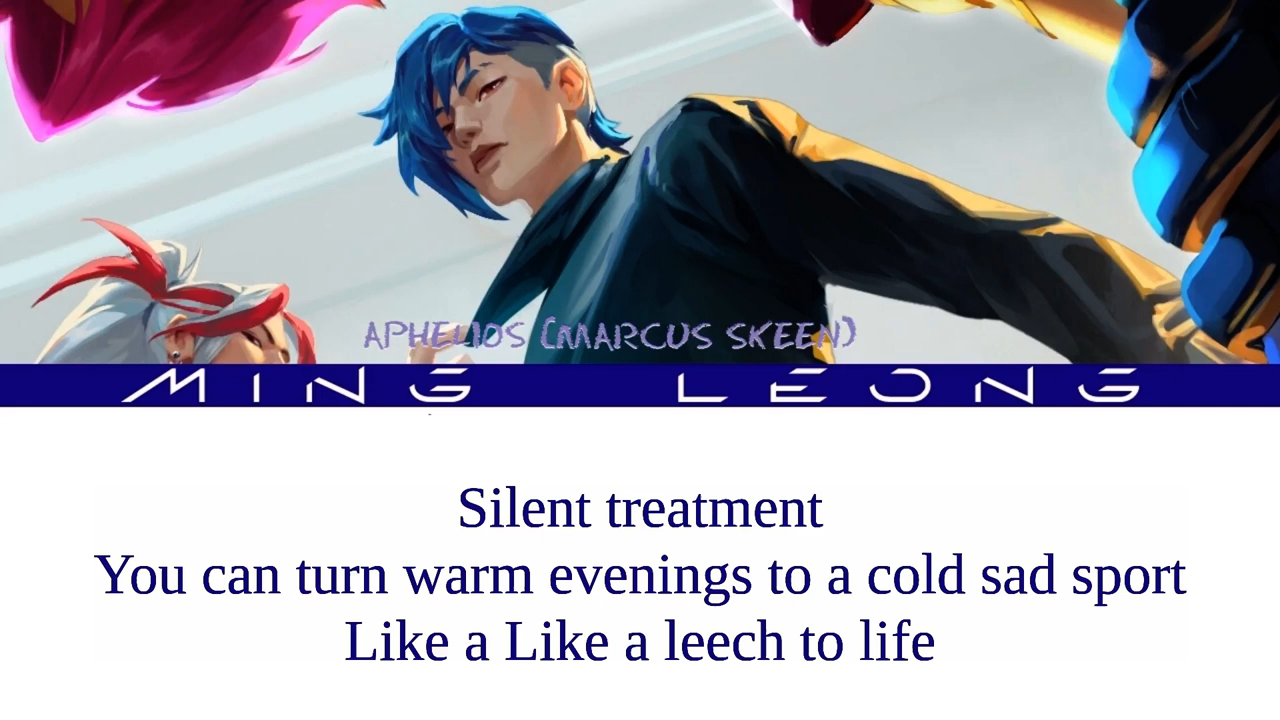 APHELIOS (MARCUS SKEEN)
MING LEONG
Silent treatment
You can turn warm evenings to a cold sad sport
Like a Like a leech to life